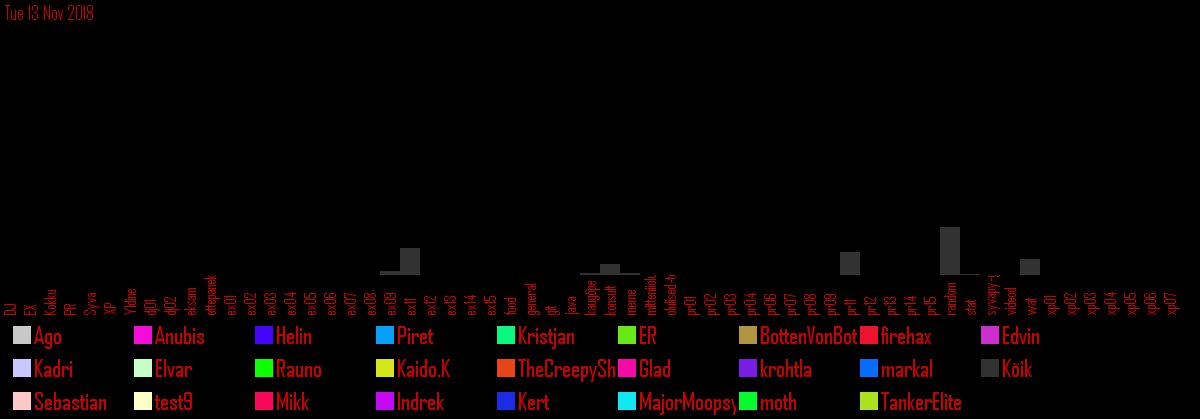 Tue 13 Nov 2018
DJ EX Kokku PR Syva XP Yldine dj01 dj02 eksam ettepanek ex01 ex02 ex03 ex04 ex05 ex06 ex07 ex08 ex09 ex11 ex12 ex13 ex14 ex15 food general git java kaugõpe konsult meme mitteniolu. olulised-h pr01 pr02 pr03 pr04 pr06 pr07 pr08 pr09 pr11 pr12 pr13 pr14 pr15 random stat syvapy-g videod wat xp01 xp02 xp03 xp04 xp05 xp06 xp07
Ago Anubis Helin Piret Kristjan ER BottenVonBot firehax Edvin
Kadri Elvar Rauno Kaido.K TheCreepySh Glad krohtla markal Kõik
Sebastian test9 Mikk Indrek Kert MajorMoopsy moth TankerElite